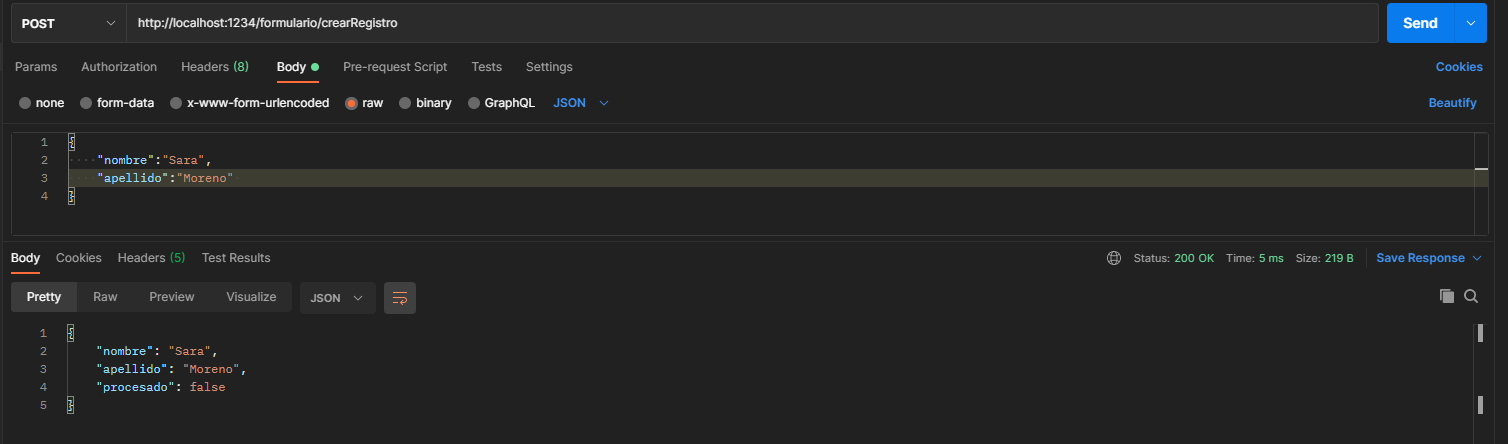 POST http://localhost:1234/formulario/crearRegistro Send
Params Authorization Headers (8) Body Pre-request Script Tests Settings Cookies
none form-data x-www-form-urlencoded raw binary GraphQL JSON Beautify
1 {
2 "nombre":"Sara",
3 "apellido":"Moreno"
4 }
Body Cookies Headers (5) Test Results Status: 200 OK Time: 5 ms Size: 219 B Save Response
Pretty Raw Preview Visualize JSON
1 {
2 "nombre": "Sara",
3 "apellido": "Moreno",
4 "procesado": false
5 }